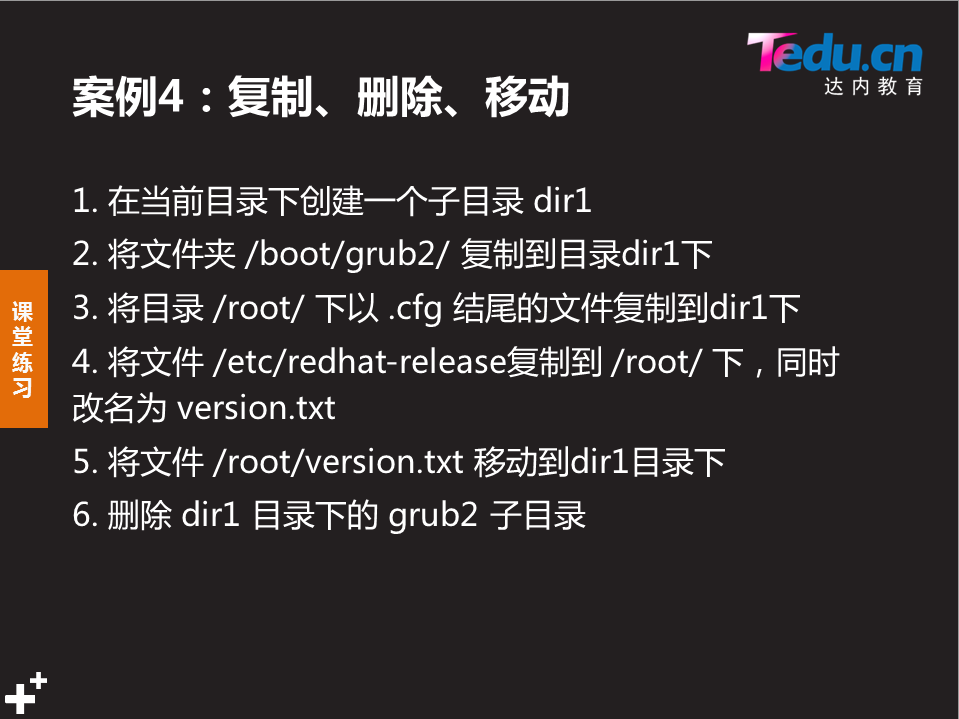 Tedu.cn
达内教育
案例4：复制、删除、移动
1. 在当前目录下创建一个子目录 dir1
2. 将文件夹 /boot/grub2/ 复制到目录dir1下
3. 将目录 /root/ 下以 .cfg 结尾的文件复制到dir1下
4. 将文件 /etc/redhat-release复制到 /root/ 下，同时
改名为 version.txt
5. 将文件 /root/version.txt 移动到dir1目录下
6. 删除 dir1 目录下的 grub2 子目录
课
堂
练
习